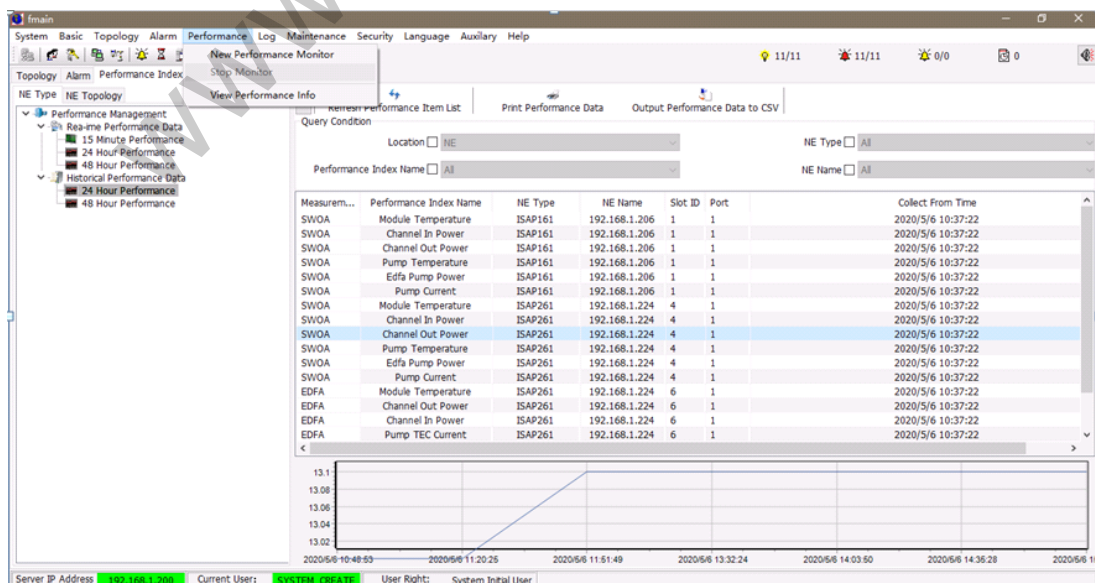 fmain
System Basic Topology Alarm Performance Log Maintenance Security Language Auxilary Help
New Performance Monitor
Stop Monitor
View Performance Info
11/11 11/11 0/0 0
Topology Alarm Performance Index
NE Type NE Topology
Performance Management
Rea-ime Performance Data
15 Minute Performance
24 Hour Performance
48 Hour Performance
Historical Performance Data
24 Hour Performance
48 Hour Performance
Refresh Performance Item List Print Performance Data Output Performance Data to CSV
Query Condition
Location NE NE Type All
Performance Index Name All NE Name All
Measurem... Performance Index Name NE Type NE Name Slot ID Port Collect From Time
SWOA Module Temperature ISAP161 192.168.1.206 1 1 2020/5/6 10:37:22
SWOA Channel In Power ISAP161 192.168.1.206 1 1 2020/5/6 10:37:22
SWOA Channel Out Power ISAP161 192.168.1.206 1 1 2020/5/6 10:37:22
SWOA Pump Temperature ISAP161 192.168.1.206 1 1 2020/5/6 10:37:22
SWOA Edfa Pump Power ISAP161 192.168.1.206 1 1 2020/5/6 10:37:22
SWOA Pump Current ISAP161 192.168.1.206 1 1 2020/5/6 10:37:22
SWOA Module Temperature ISAP261 192.168.1.224 4 1 2020/5/6 10:37:22
SWOA Channel In Power ISAP261 192.168.1.224 4 1 2020/5/6 10:37:22
SWOA Channel Out Power ISAP261 192.168.1.224 4 1 2020/5/6 10:37:22
SWOA Pump Temperature ISAP261 192.168.1.224 4 1 2020/5/6 10:37:22
SWOA Edfa Pump Power ISAP261 192.168.1.224 4 1 2020/5/6 10:37:22
SWOA Pump Current ISAP261 192.168.1.224 4 1 2020/5/6 10:37:22
EDFA Module Temperature ISAP261 192.168.1.224 6 1 2020/5/6 10:37:22
EDFA Channel Out Power ISAP261 192.168.1.224 6 1 2020/5/6 10:37:22
EDFA Channel In Power ISAP261 192.168.1.224 6 1 2020/5/6 10:37:22
EDFA Pump TEC Current ISAP261 192.168.1.224 6 1 2020/5/6 10:37:22
13.1
13.08
13.06
13.04
13.02
2020/5/6 10:48:53 2020/5/6 11:20:25 2020/5/6 11:51:49 2020/5/6 13:32:24 2020/5/6 14:03:50 2020/5/6 14:35:28 2020/5/6 1
Server IP Address 192.168.1.200 Current User: SYSTEM_CREATE User Right: System Initial User